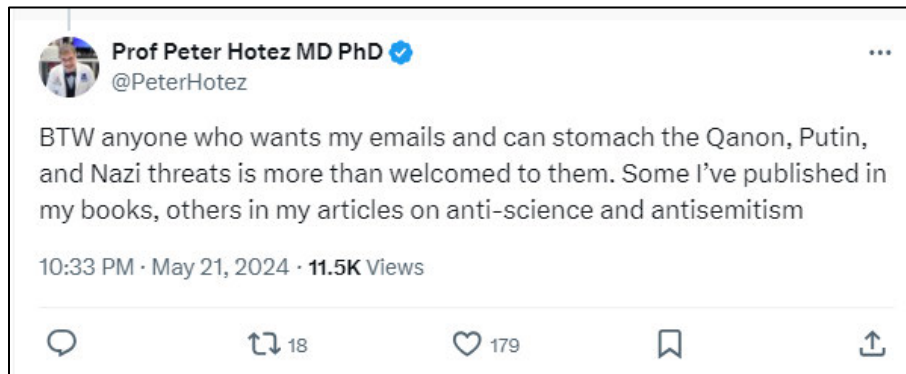 Prof Peter Hotez MD PhD
@PeterHotez
BTW anyone who wants my emails and can stomach the Qanon, Putin,
and Nazi threats is more than welcomed to them. Some I’ve published in
my books, others in my articles on anti-science and antisemitism
10:33 PM · May 21, 2024 · 11.5K Views
18 179